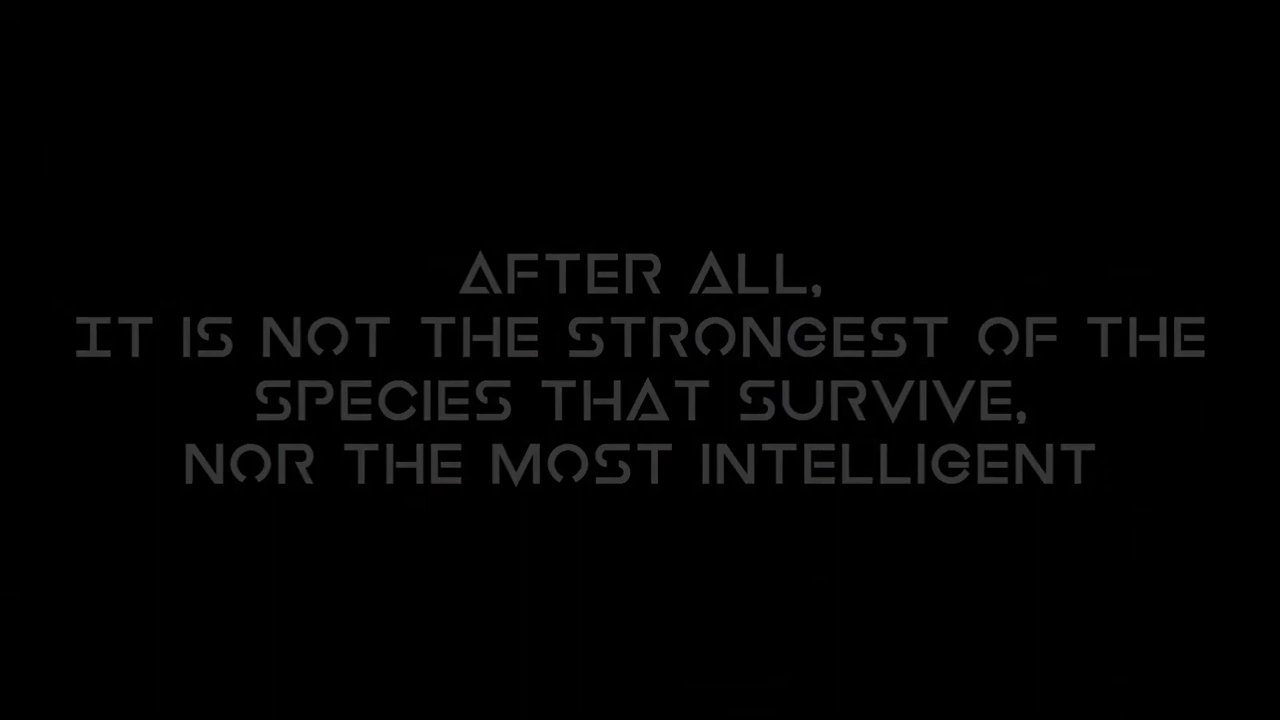 AFTER ALL,
IT IS NOT THE STRONGEST OF THE
SPECIES THAT SURVIVE,
NOR THE MOST INTELLIGENT